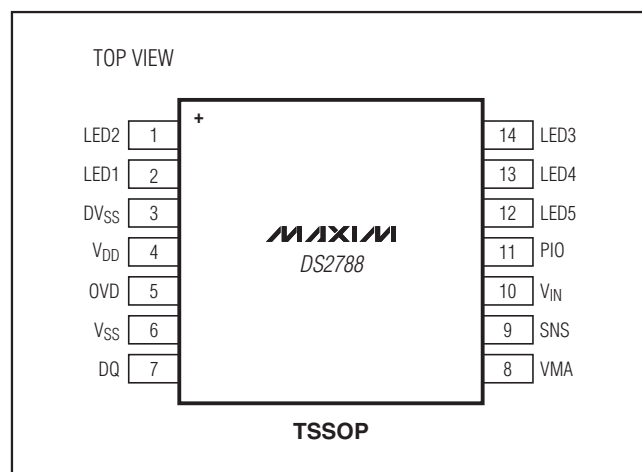 TOP VIEW
+
LED2 1
LED1 2
DVSS 3
VDD 4
OVD 5
VSS 6
DQ 7
MAXIM
DS2788
14 LED3
13 LED4
12 LED5
11 PIO
10 VIN
9 SNS
8 VMA
TSSOP